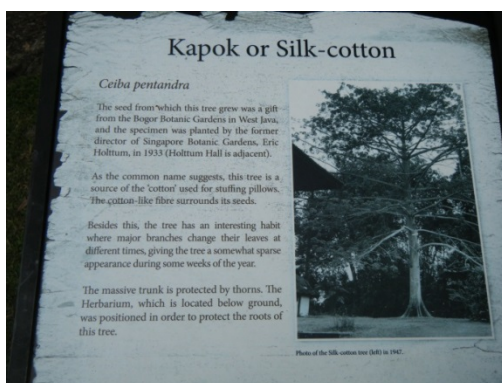 Kapok or Silk-cotton
Ceiba pentandra
The seed from which this tree grew was a gift
from the Bogor Botanic Gardens in West Java,
and the specimen was planted by the former
director of Singapore Botanic Gardens, Eric
Holttum, in 1933 (Holttum Hall is adjacent).
As the common name suggests, this tree is a
source of the 'cotton' used for stuffing pillows.
The cotton-like fibre surrounds its seeds.
Besides this, the tree has an interesting habit
where major branches change their leaves at
different times, giving the tree a somewhat sparse
appearance during some weeks of the year.
The massive trunk is protected by thorns. The
Herbarium, which is located below ground,
was positioned in order to protect the roots of
this tree.
Photo of the Silk-cotton tree (left) in 1947.